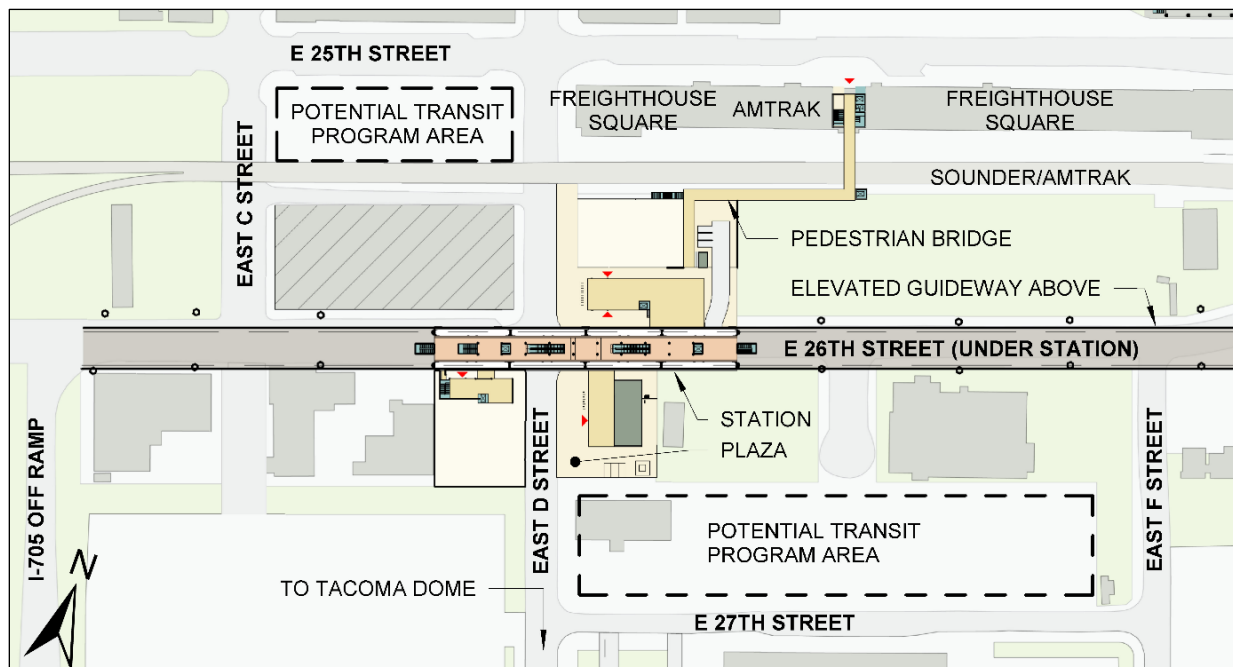 E 25TH STREET
POTENTIAL TRANSIT
PROGRAM AREA
FREIGHTHOUSE
SQUARE
AMTRAK
FREIGHTHOUSE
SQUARE
EAST C STREET
SOUNDER/AMTRAK
PEDESTRIAN BRIDGE
ELEVATED GUIDEWAY ABOVE
E 26TH STREET (UNDER STATION)
STATION
PLAZA
I-705 OFF RAMP
EAST D STREET
EAST F STREET
POTENTIAL TRANSIT
PROGRAM AREA
N
TO TACOMA DOME
E 27TH STREET